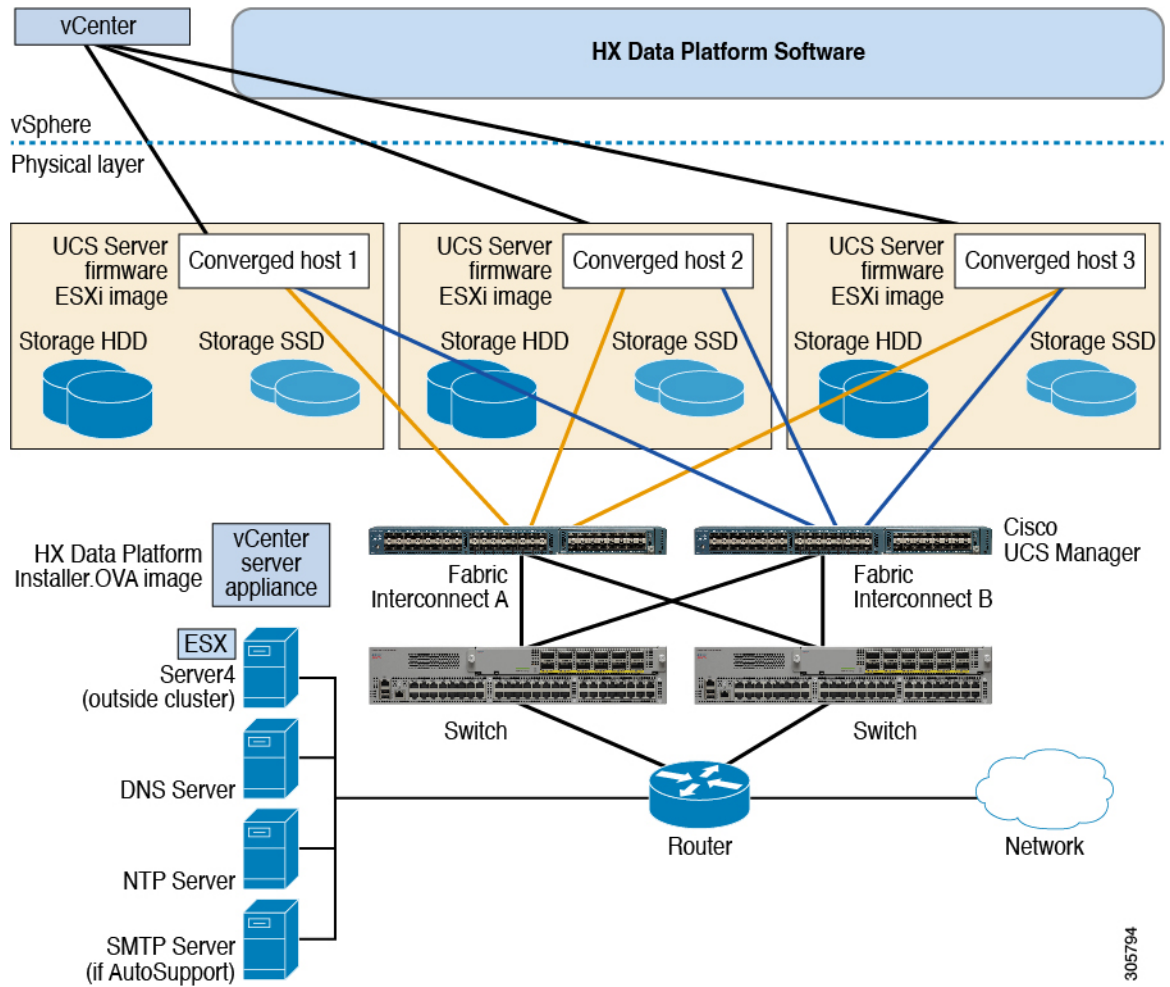 vCenter
HX Data Platform Software
vSphere
Physical layer
UCS Server
firmware
ESXi image
Converged host 1
Storage HDD
Storage SSD
UCS Server
firmware
ESXi image
Converged host 2
Storage HDD
Storage SSD
UCS Server
firmware
ESXi image
Converged host 3
Storage HDD
Storage SSD
HX Data Platform
Installer.OVA image
vCenter
server
appliance
Fabric
Interconnect A
Fabric
Interconnect B
Cisco
UCS Manager
ESX
Server4
(outside cluster)
Switch
Switch
DNS Server
NTP Server
SMTP Server
(if AutoSupport)
Router
Network
305794